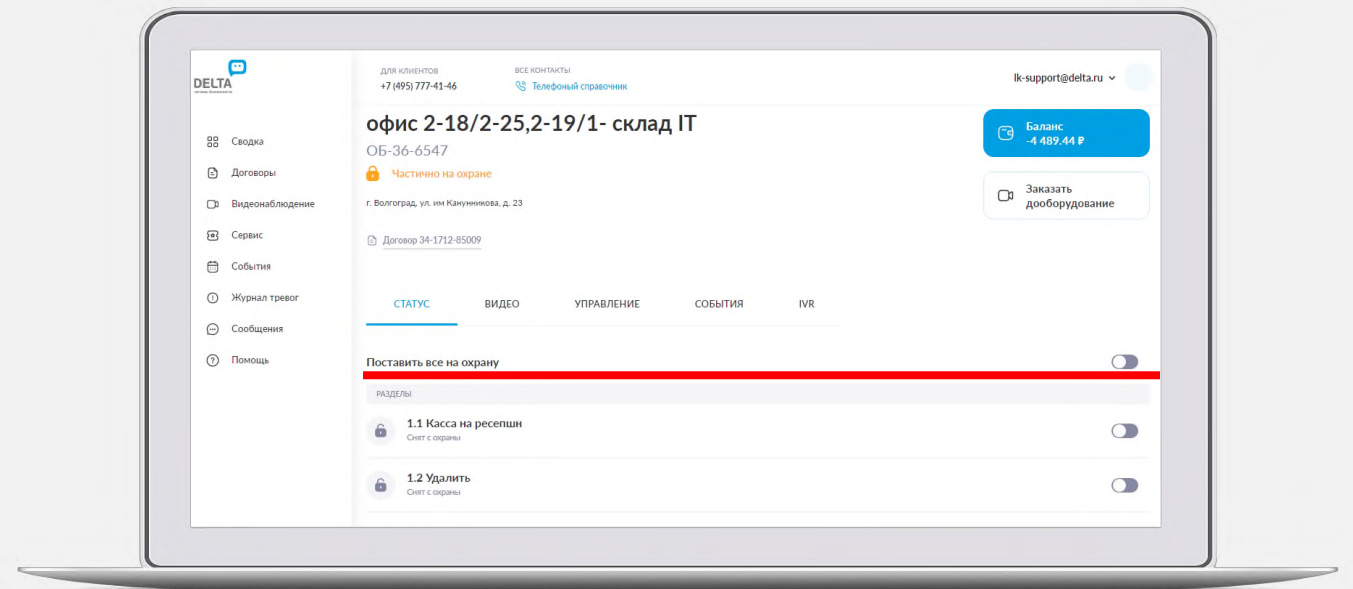 DELTA
ДЛЯ КЛИЕНТОВ
+7 (495) 777-41-46
ВСЕ КОНТАКТЫ
Телефоный справочник
lk-support@delta.ru
Сводка
Договоры
Видеонаблюдение
Сервис
События
Журнал тревог
Сообщения
Помощь
офис 2-18/2-25,2-19/1- склад IT
ОБ-36-6547
Частично на охране
г. Волгоград, ул. им Канунникова, д. 23
Договор 34-1712-85009
Баланс
-4 489.44 ₽
Заказать
дооборудование
СТАТУС ВИДЕО УПРАВЛЕНИЕ СОБЫТИЯ IVR
Поставить все на охрану
РАЗДЕЛЫ
1.1 Касса на ресепшн
Снят с охраны
1.2 Удалить
Снят с охраны